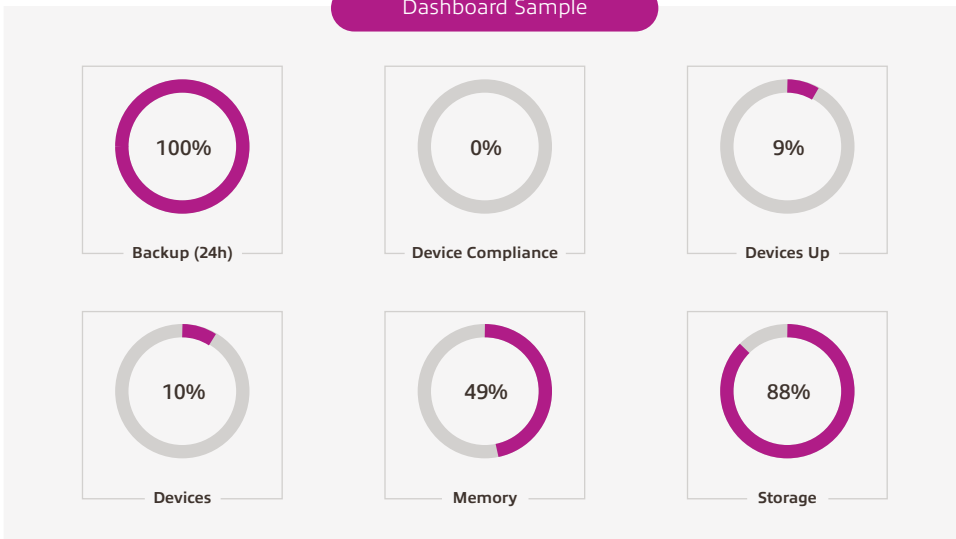 Dashboard Sample
100%
0%
9%
Backup (24h)
Device Compliance
Devices Up
10%
49%
88%
Devices
Memory
Storage